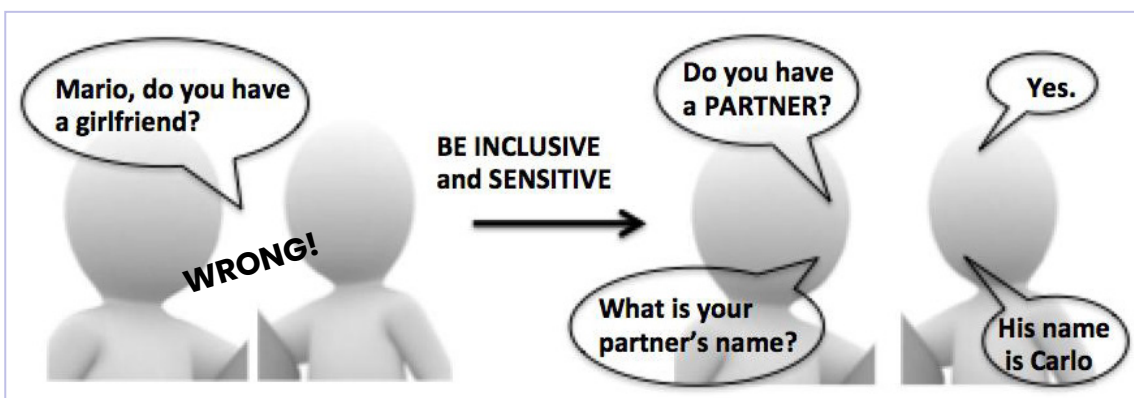 Mario, do you have
a girlfriend?
WRONG!
BE INCLUSIVE
and SENSITIVE
Do you have
a PARTNER?
Yes.
What is your
partner's name?
His name
is Carlo